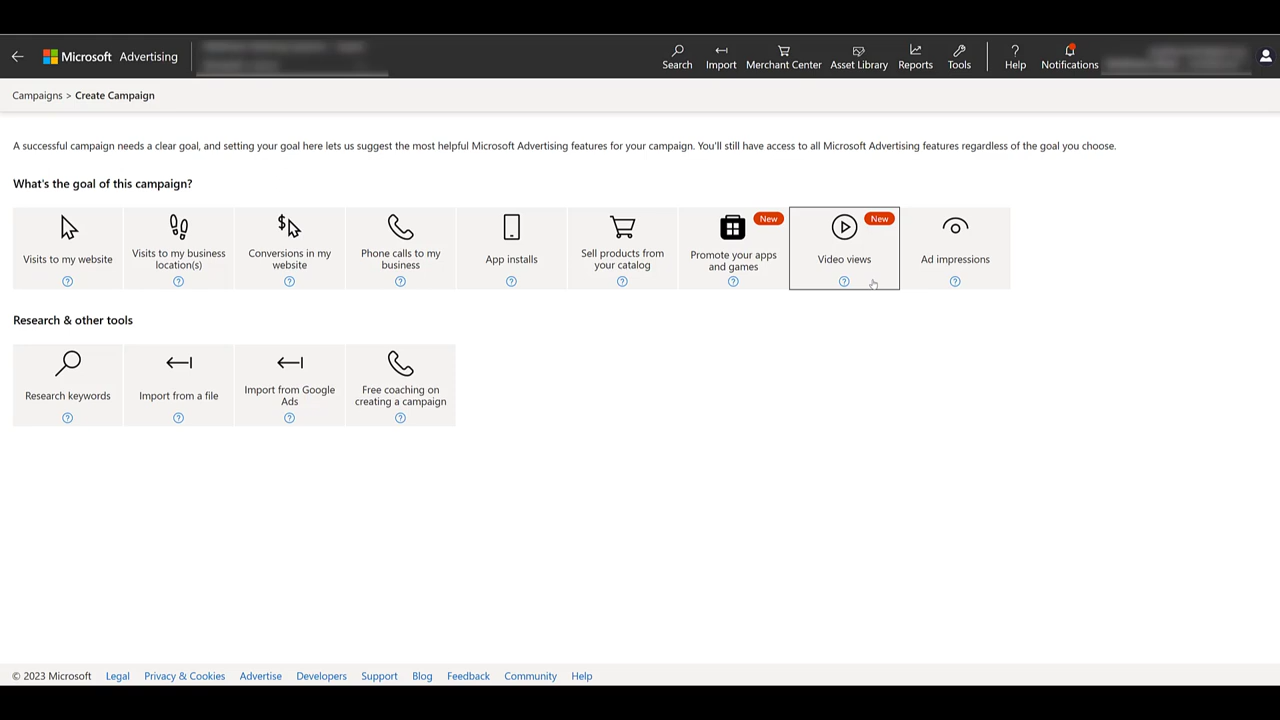 Microsoft Advertising
Search
Import
Merchant Center
Asset Library
Reports
Tools
? Help
Notifications
Campaigns > Create Campaign
A successful campaign needs a clear goal, and setting your goal here lets us suggest the most helpful Microsoft Advertising features for your campaign. You'll still have access to all Microsoft Advertising features regardless of the goal you choose.
What's the goal of this campaign?
Visits to my website
Visits to my business
location(s)
Conversions in my
website
Phone calls to my
business
App installs
Sell products from
your catalog
New
Promote your apps
and games
New
Video views
Ad impressions
Research & other tools
Research keywords
Import from a file
Import from Google
Ads
Free coaching on
creating a campaign
© 2023 Microsoft Legal Privacy & Cookies Advertise Developers Support Blog Feedback Community Help